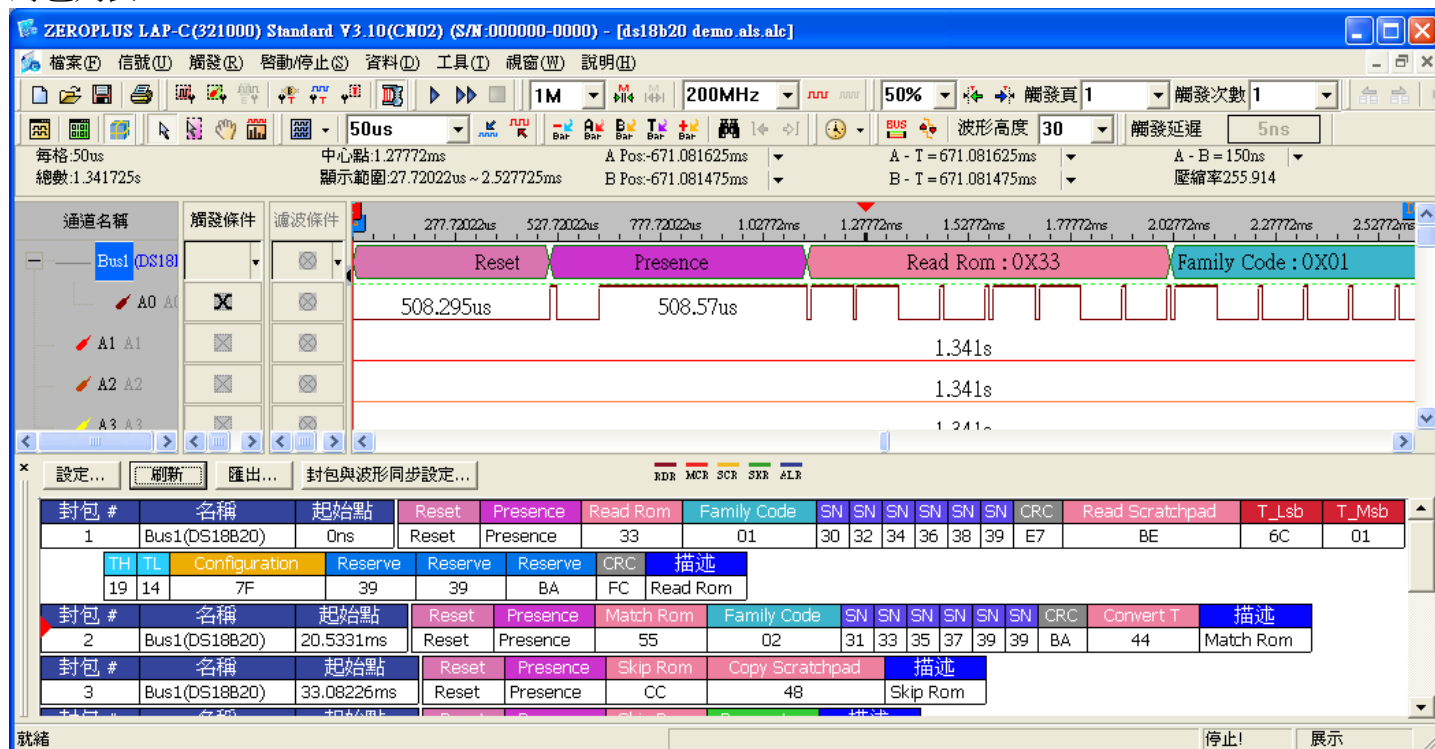 ZEROPLUS LAP-C(321000) Standard V3.10(CN02) (S/N:000000-0000) - [ds18b20 demo.als.alc]
檔案(F) 信號(U) 觸發(R) 啓動/停止(S) 資料(D) 工具(T) 視窗(W) 說明(H)
1M 200MHz 50% 觸發頁 1 觸發次數 1
50us Bar Bar Bar Bar Bar BUS 波形高度 30 觸發延遲 5ns
每格:50us 中心點:1.27772ms A Pos:-671.081625ms A - T = 671.081625ms A - B = 150ns
總數:1.341725s 顯示範圍:27.72022us ~ 2.527725ms B Pos:-671.081475ms B - T = 671.081475ms 壓縮率255.914
通道名稱 觸發條件 濾波條件 277.72022us 527.72022us 777.72022us 1.02772ms 1.27772ms 1.52772ms 1.77772ms 2.02772ms 2.27772ms 2.52772ms
Bus1 (DS18 Reset Presence Read Rom : 0X33 Family Code : 0X01
A0 508.295us 508.57us
A1 A1 1.341s
A2 A2 1.341s
A3 A3
設定... 刷新 匯出... 封包與波形同步設定... RDR MCR SCR SKR ALR
封包 # 名稱 起始點 Reset Presence Read Rom Family Code SN SN SN SN SN SN CRC Read Scratchpad T_Lsb T_Msb
1 Bus1(DS18B20) 0ns Reset Presence 33 01 30 32 34 36 38 39 E7 BE 6C 01
TH TL Configuration Reserve Reserve Reserve CRC 描述
19 14 7F 39 39 BA FC Read Rom
封包 # 名稱 起始點 Reset Presence Match Rom Family Code SN SN SN SN SN SN CRC Convert T 描述
2 Bus1(DS18B20) 20.5331ms Reset Presence 55 02 31 33 35 37 39 39 BA 44 Match Rom
封包 # 名稱 起始點 Reset Presence Skip Rom Copy Scratchpad 描述
3 Bus1(DS18B20) 33.08226ms Reset Presence CC 48 Skip Rom
就緒 停止! 展示